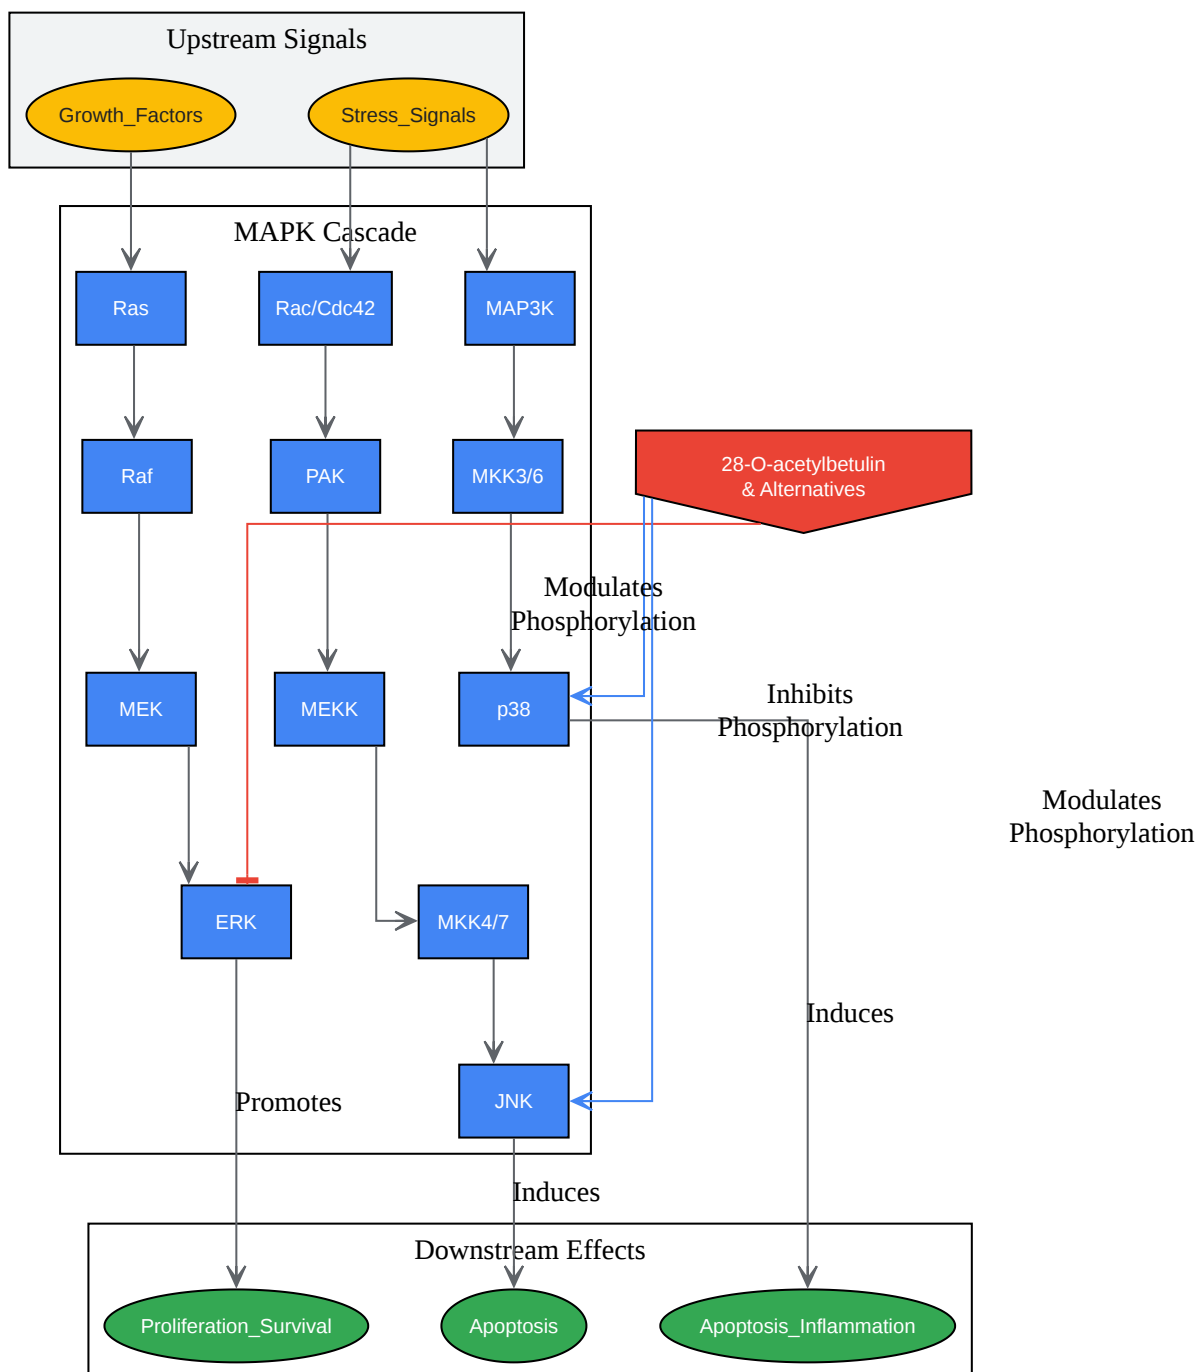 Upstream Signals
Growth_Factors
Stress_Signals
MAPK Cascade
Ras
Rac/Cdc42
MAP3K
Raf
PAK
MKK3/6
28-O-acetylbetulin
& Alternatives
Modulates
Phosphorylation
MEK
MEKK
p38
Inhibits
Phosphorylation
Modulates
Phosphorylation
ERK
MKK4/7
Induces
Promotes
JNK
Induces
Downstream Effects
Proliferation_Survival
Apoptosis
Apoptosis_Inflammation